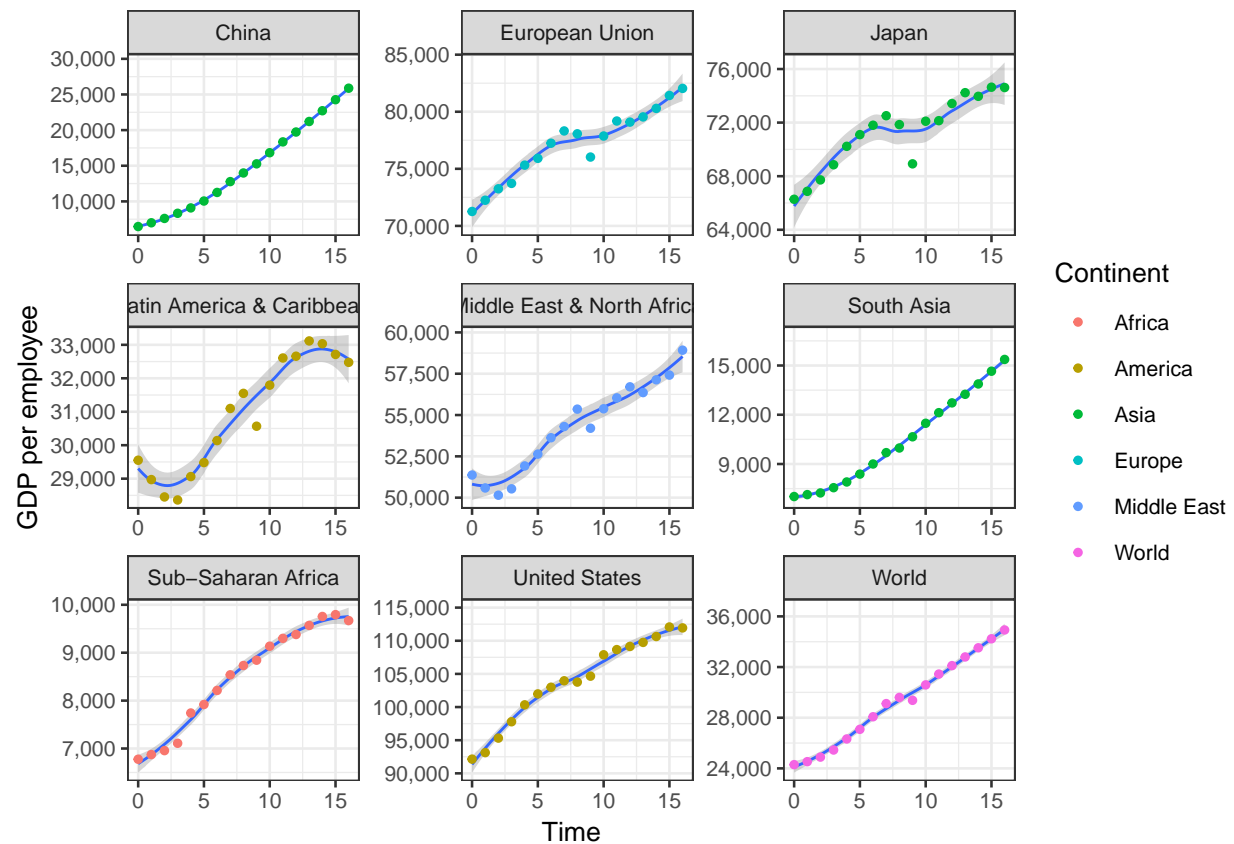 China
European Union
Japan
30,000
25,000
20,000
15,000
10,000
85,000
80,000
75,000
70,000
76,000
72,000
68,000
64,000
0 5 10 15
0 5 10 15
0 5 10 15
atin America & Caribbea
Middle East & North Afric
South Asia
33,000
32,000
31,000
30,000
29,000
60,000
57,500
55,000
52,500
50,000
15,000
12,000
9,000
0 5 10 15
0 5 10 15
0 5 10 15
Sub−Saharan Africa
United States
World
10,000
9,000
8,000
7,000
115,000
110,000
105,000
100,000
95,000
90,000
36,000
32,000
28,000
24,000
0 5 10 15
0 5 10 15
0 5 10 15
Time
GDP per employee
Continent
Africa
America
Asia
Europe
Middle East
World